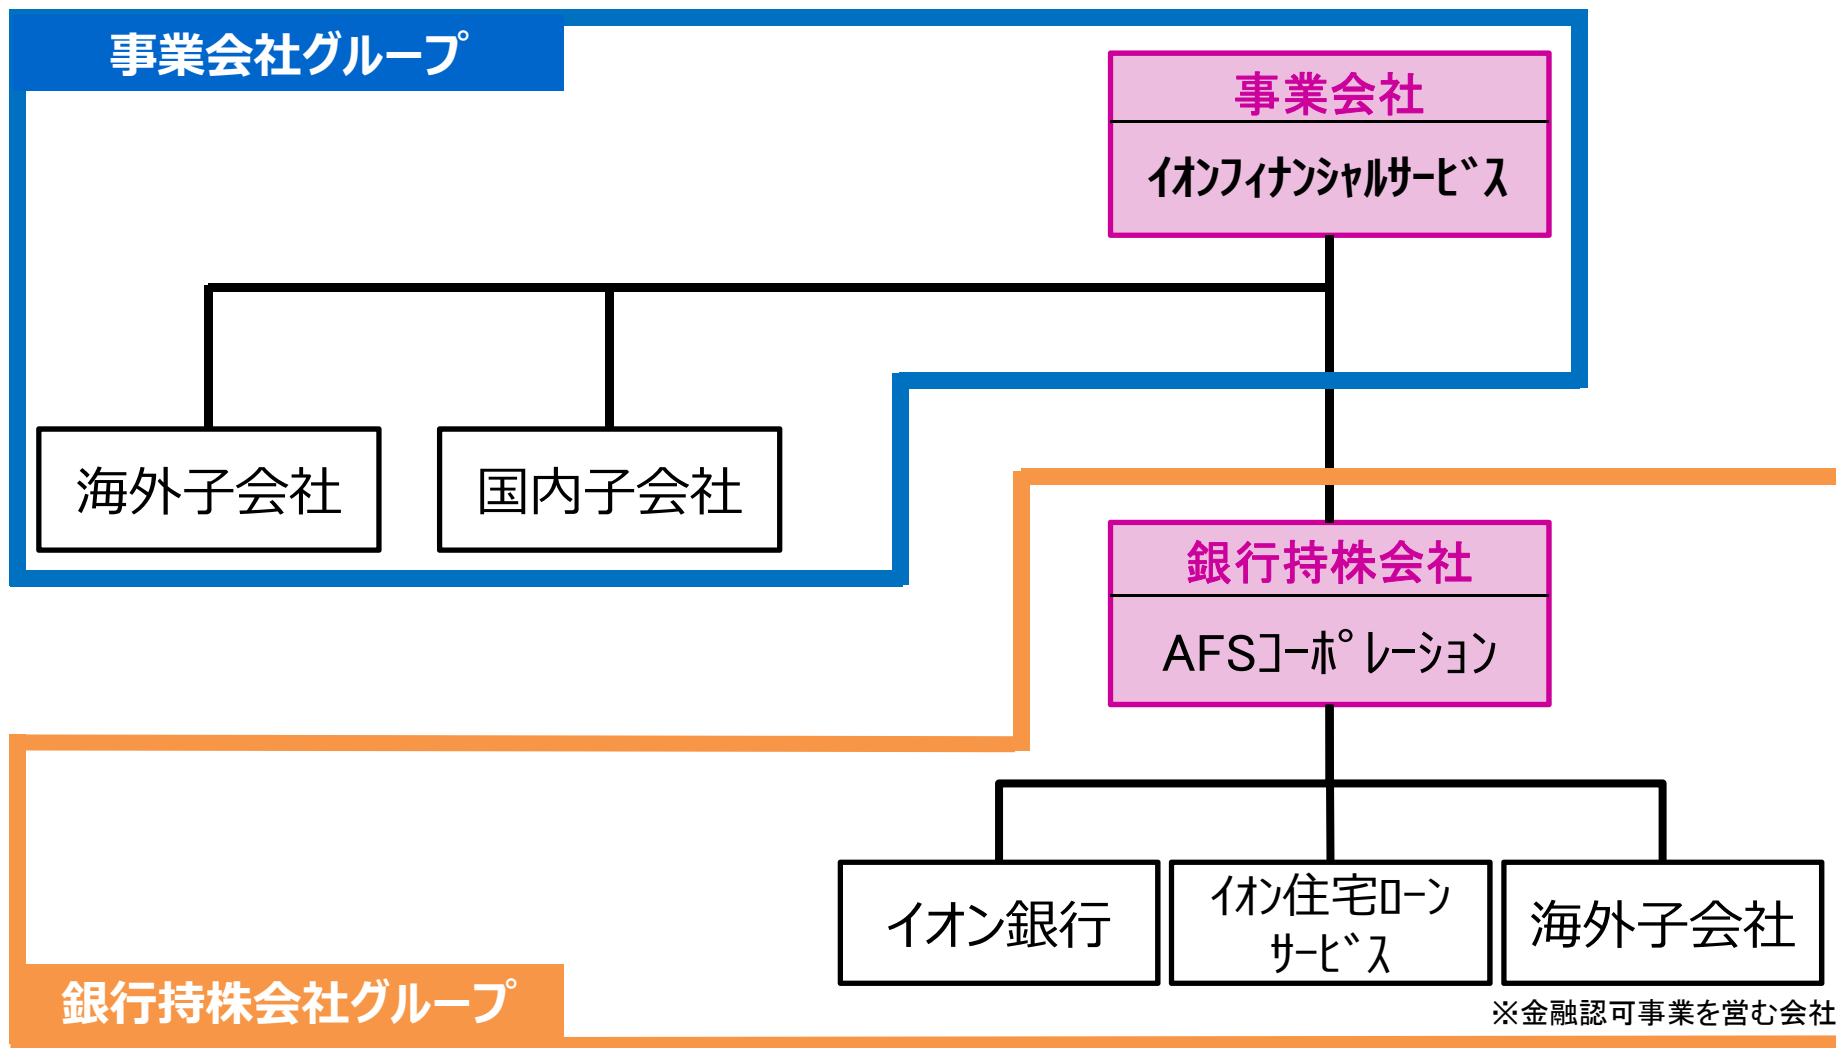 事業会社グループ
事業会社
ｲｵﾝﾌｨﾅﾝｼｬﾙｻｰﾋﾞｽ
海外子会社
国内子会社
銀行持株会社
AFSｺｰﾎﾟﾚｰｼｮﾝ
イオン銀行
ｲｵﾝ住宅ﾛｰﾝ
ｻｰﾋﾞｽ
海外子会社
※金融認可事業を営む会社
銀行持株会社グループ